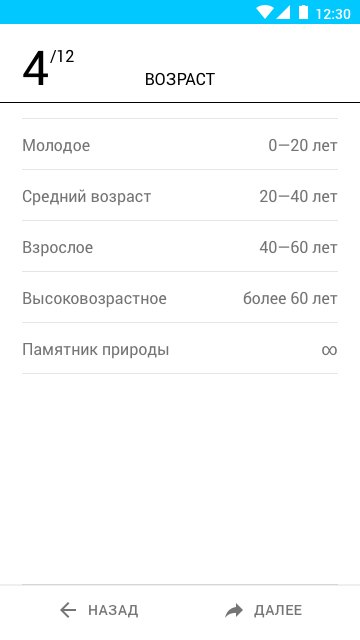 12:30
4/12
ВОЗРАСТ
Молодое 0—20 лет
Средний возраст 20—40 лет
Взрослое 40—60 лет
Высоковозрастное более 60 лет
Памятник природы ∞
НАЗАД ДАЛЕЕ